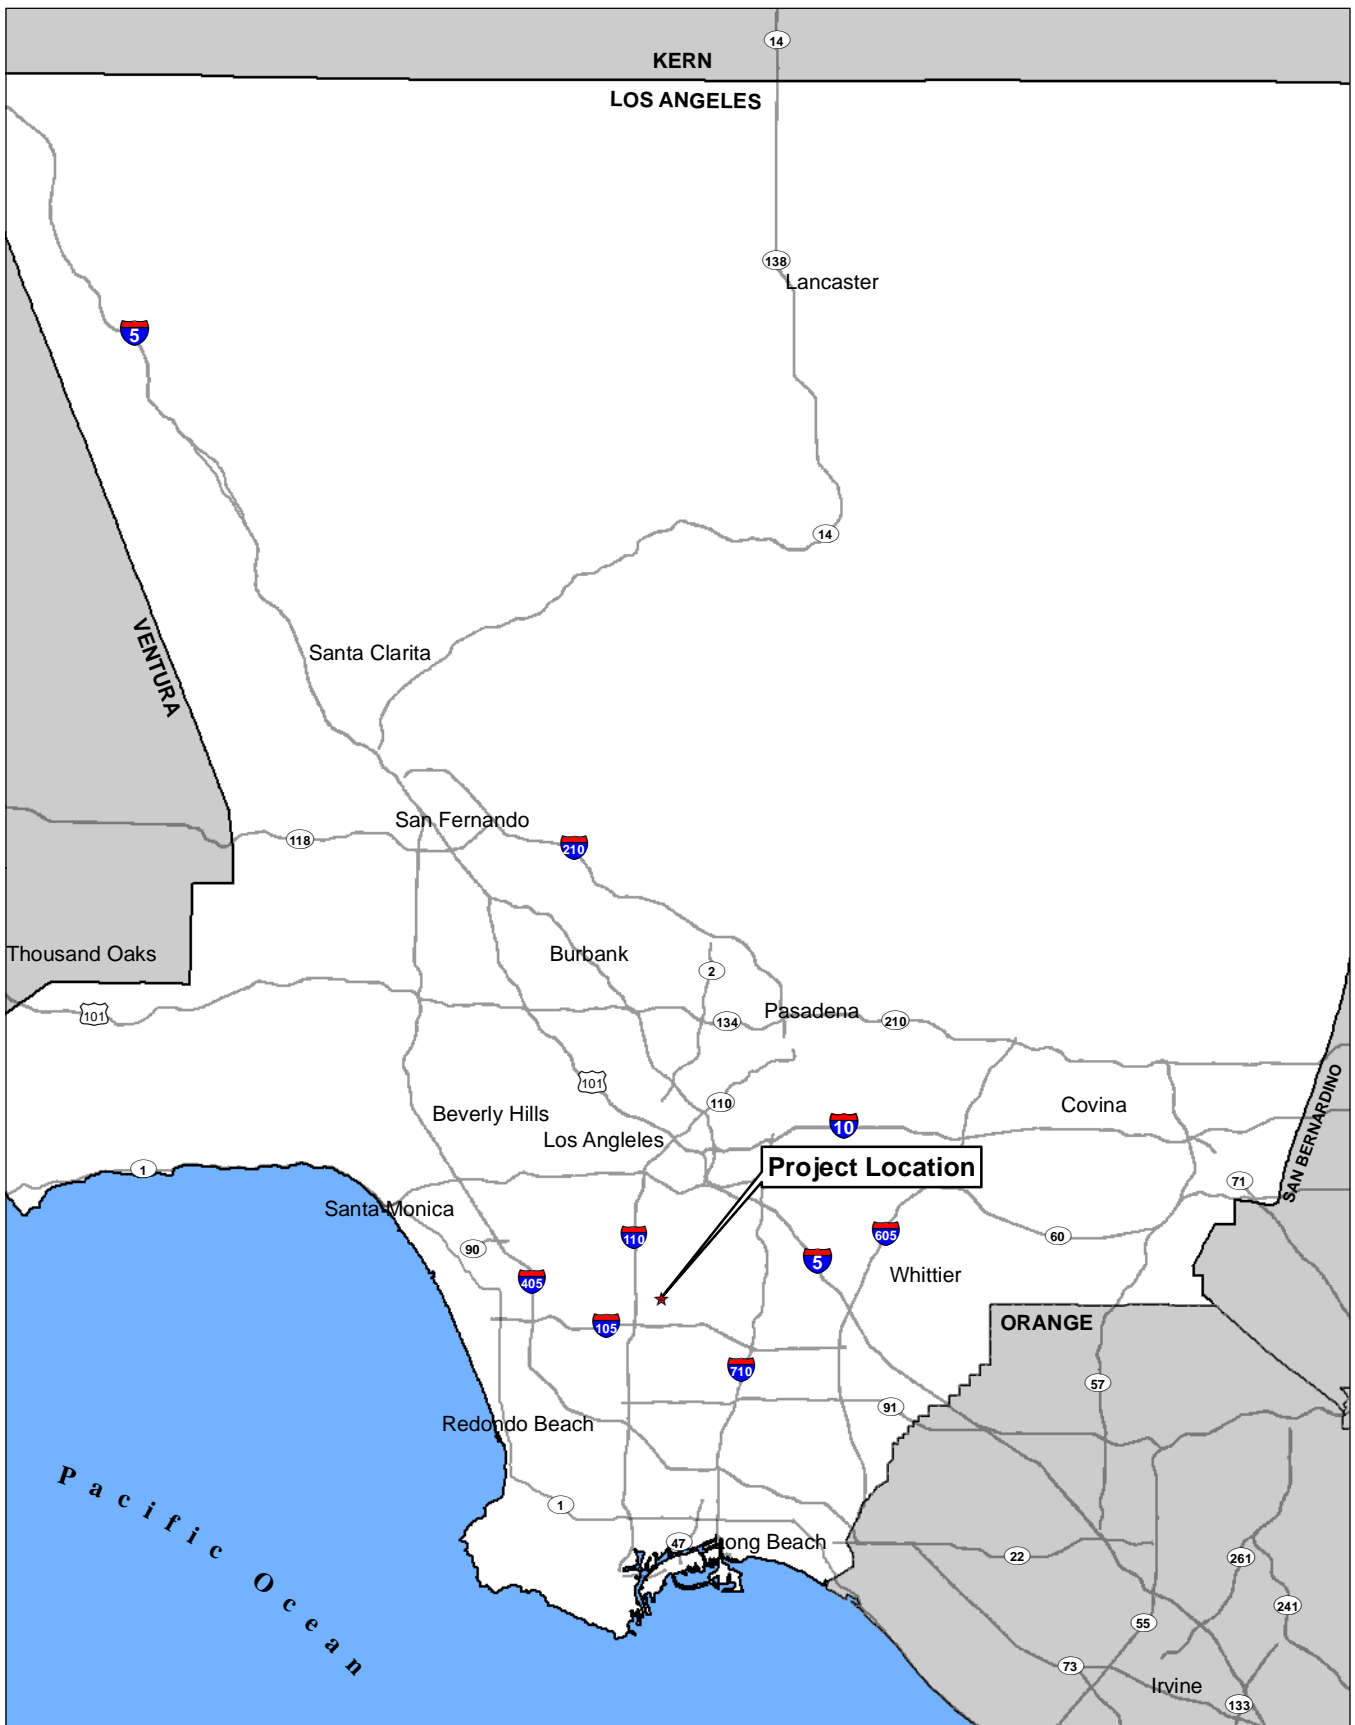 14
KERN
LOS ANGELES
138
Lancaster
5
14
VENTURA
Santa Clarita
San Fernando
118
210
Thousand Oaks
Burbank
2
101
Pasadena
134
210
101
110
Covina
Beverly Hills
10
Los Angleles
SAN BERNARDINO
Project Location
1
71
Santa Monica
110
605
60
90
5
405
Whittier
105
ORANGE
710
57
91
Redondo Beach
Pacific Ocean
1
47
Long Beach
22
261
241
55
73
Irvine
133